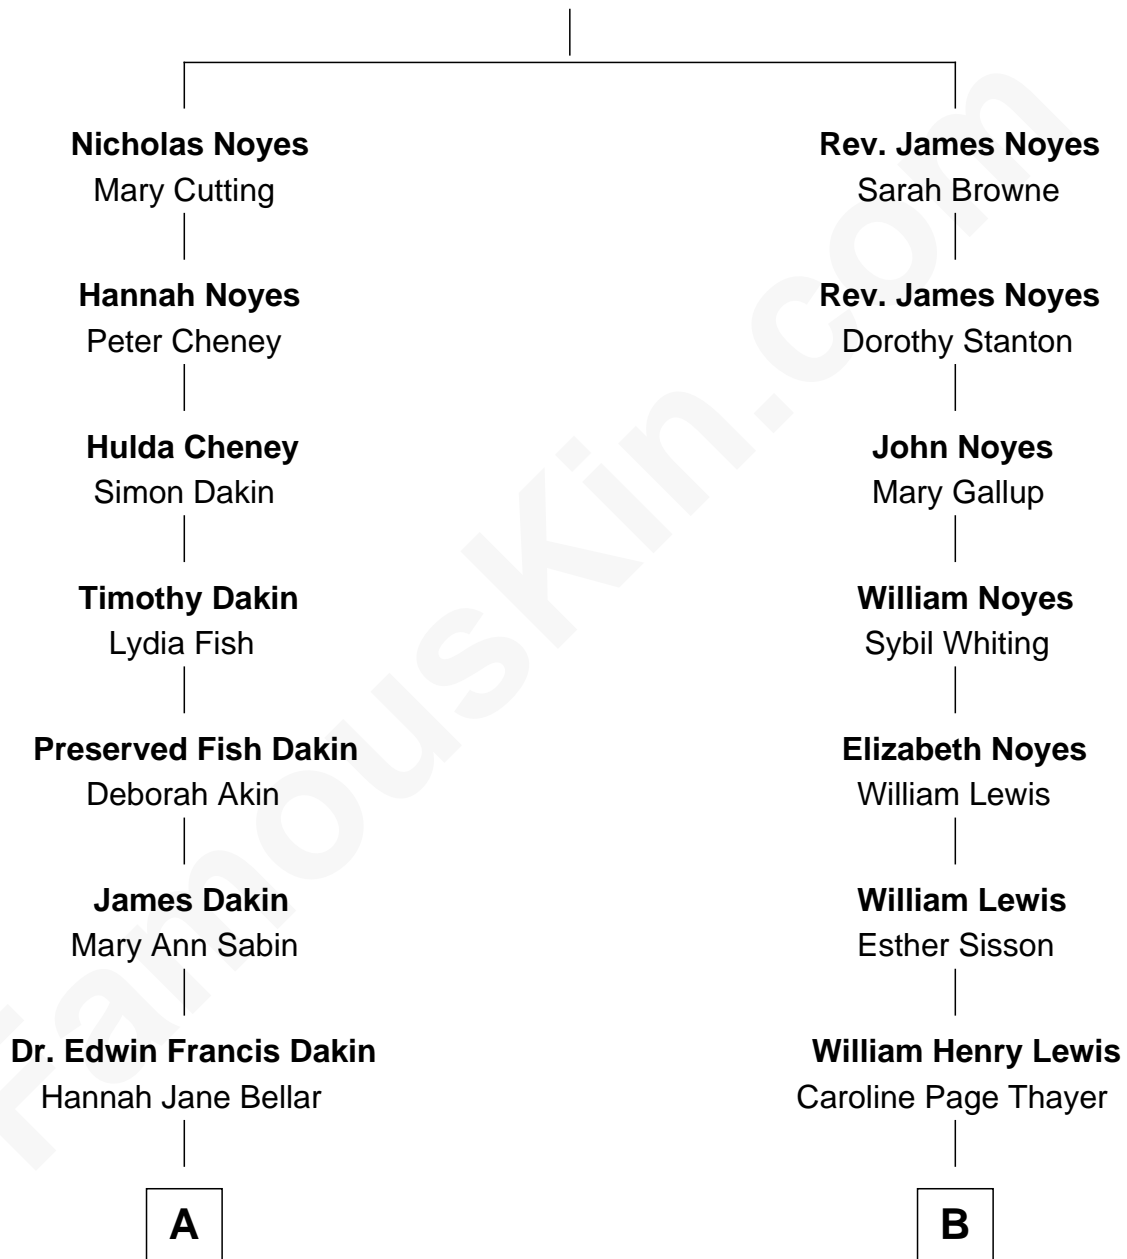 Nicholas Noyes
Mary Cutting
Hannah Noyes
Peter Cheney
Hulda Cheney
Simon Dakin
Timothy Dakin
Lydia Fish
Preserved Fish Dakin
Deborah Akin
James Dakin
Mary Ann Sabin
Dr. Edwin Francis Dakin
Hannah Jane Bellar
A
Rev. James Noyes
Sarah Browne
Rev. James Noyes
Dorothy Stanton
John Noyes
Mary Gallup
William Noyes
Sybil Whiting
Elizabeth Noyes
William Lewis
William Lewis
Esther Sisson
William Henry Lewis
Caroline Page Thayer
B
FamousKin.com